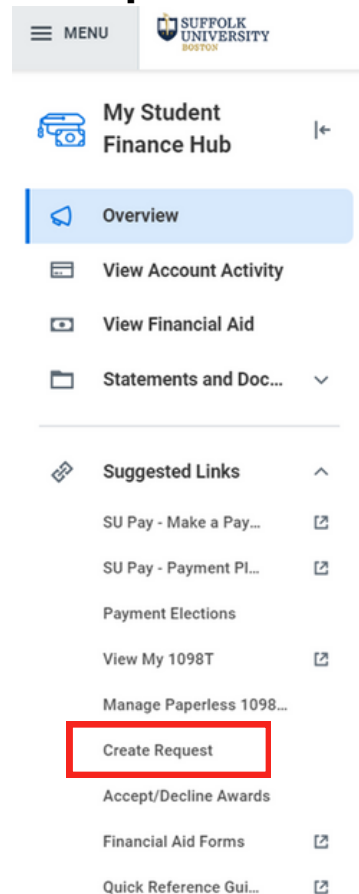 MENU
SUFFOLK
UNIVERSITY
BOSTON
My Student
Finance Hub
Overview
View Account Activity
View Financial Aid
Statements and Doc...
Suggested Links
SU Pay - Make a Pay...
SU Pay - Payment Pl...
Payment Elections
View My 1098T
Manage Paperless 1098...
Create Request
Accept/Decline Awards
Financial Aid Forms
Quick Reference Gui...